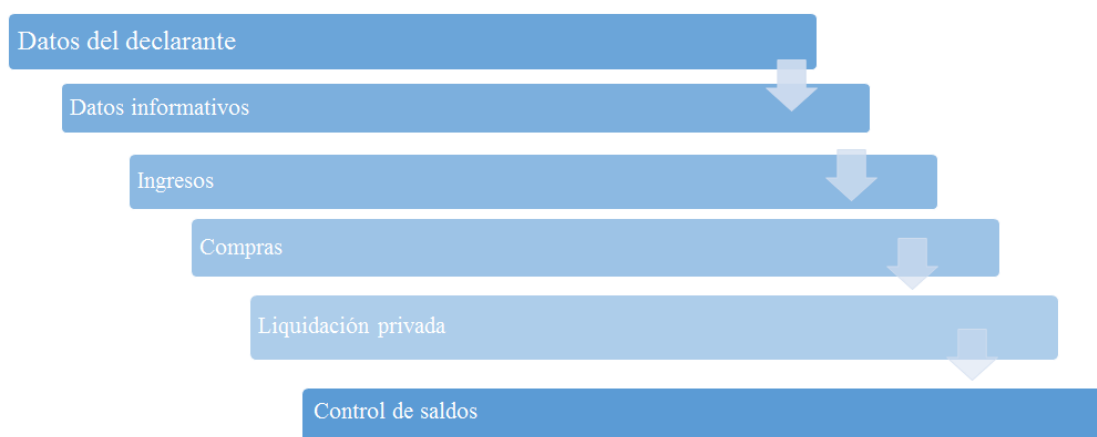 Datos del declarante
Datos informativos
Ingresos
Compras
Liquidación privada
Control de saldos